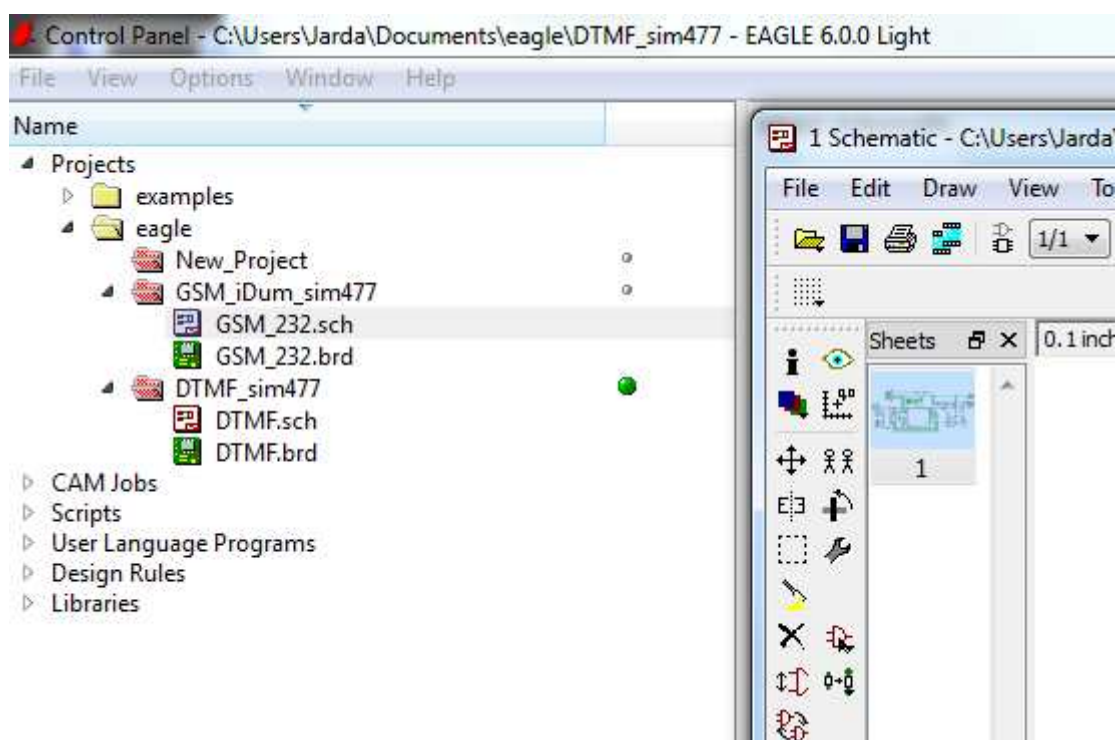 Control Panel - C:\Users\Jarda\Documents\eagle\DTMF_sim477 - EAGLE 6.0.0 Light
File View Options Window Help
Name
Projects
examples
eagle
New_Project
GSM_iDum_sim477
GSM_232.sch
GSM_232.brd
DTMF_sim477
DTMF.sch
DTMF.brd
CAM Jobs
Scripts
User Language Programs
Design Rules
Libraries
1 Schematic - C:\Users\Jarda\
File Edit Draw View To
1/1
Sheets
0.1 inch
1